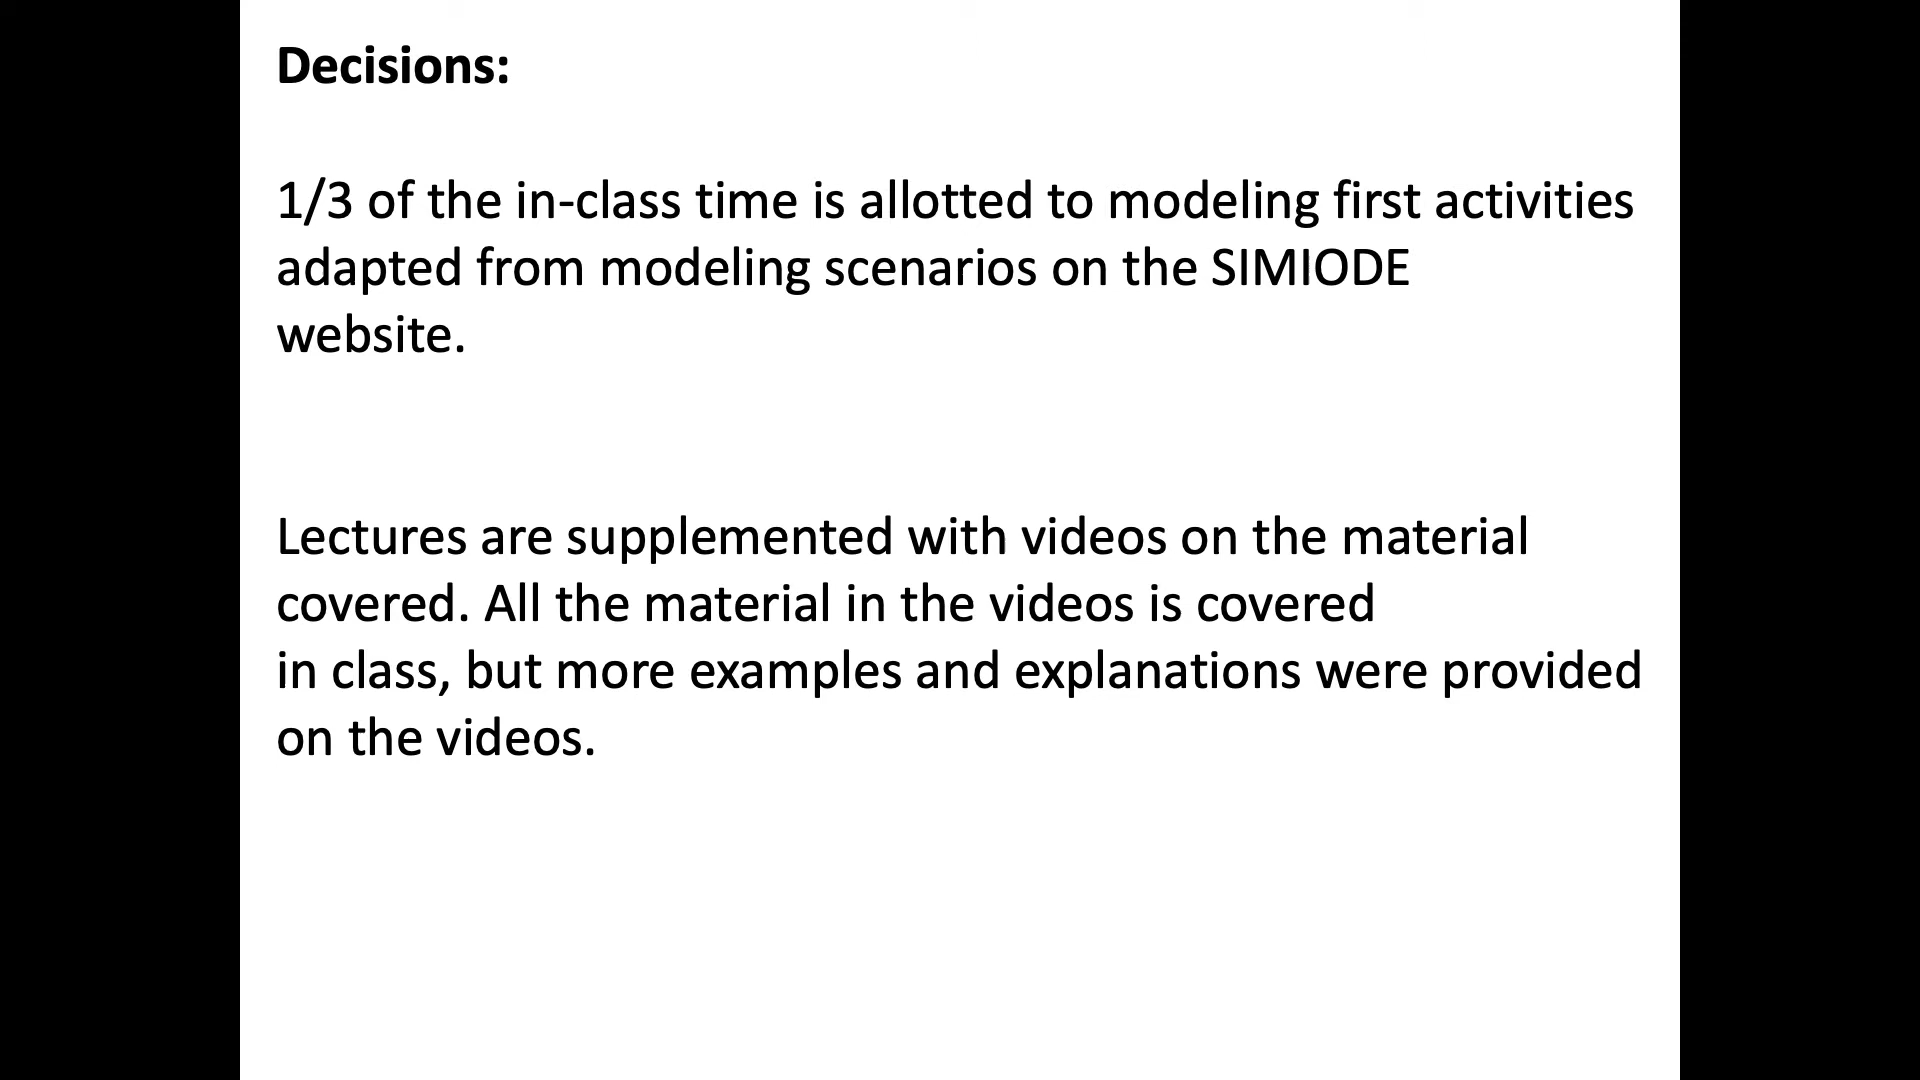 Decisions:
1/3 of the in-class time is allotted to modeling first activities
adapted from modeling scenarios on the SIMIODE
website.
Lectures are supplemented with videos on the material
covered. All the material in the videos is covered
in class, but more examples and explanations were provided
on the videos.